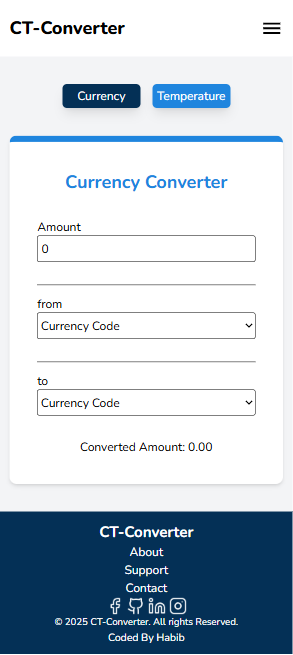 CT-Converter
Currency Temperature
Currency Converter
Amount
0
from
Currency Code
to
Currency Code
Converted Amount: 0.00
CT-Converter
About
Support
Contact
© 2025 CT-Converter. All rights Reserved.
Coded By Habib